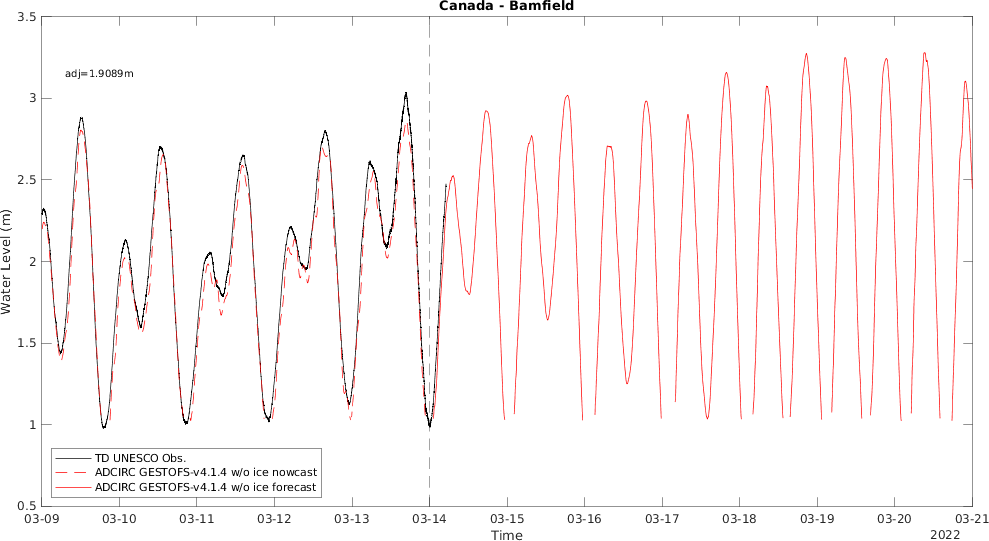 Canada - Bamfield
adj=1.9089m
3.5
3
2.5
2
1.5
1
0.5
Water Level (m)
TD UNESCO Obs.
ADCIRC GESTOFS-v4.1.4 w/o ice nowcast
ADCIRC GESTOFS-v4.1.4 w/o ice forecast
03-09 03-10 03-11 03-12 03-13 03-14 03-15 03-16 03-17 03-18 03-19 03-20 03-21
Time
2022